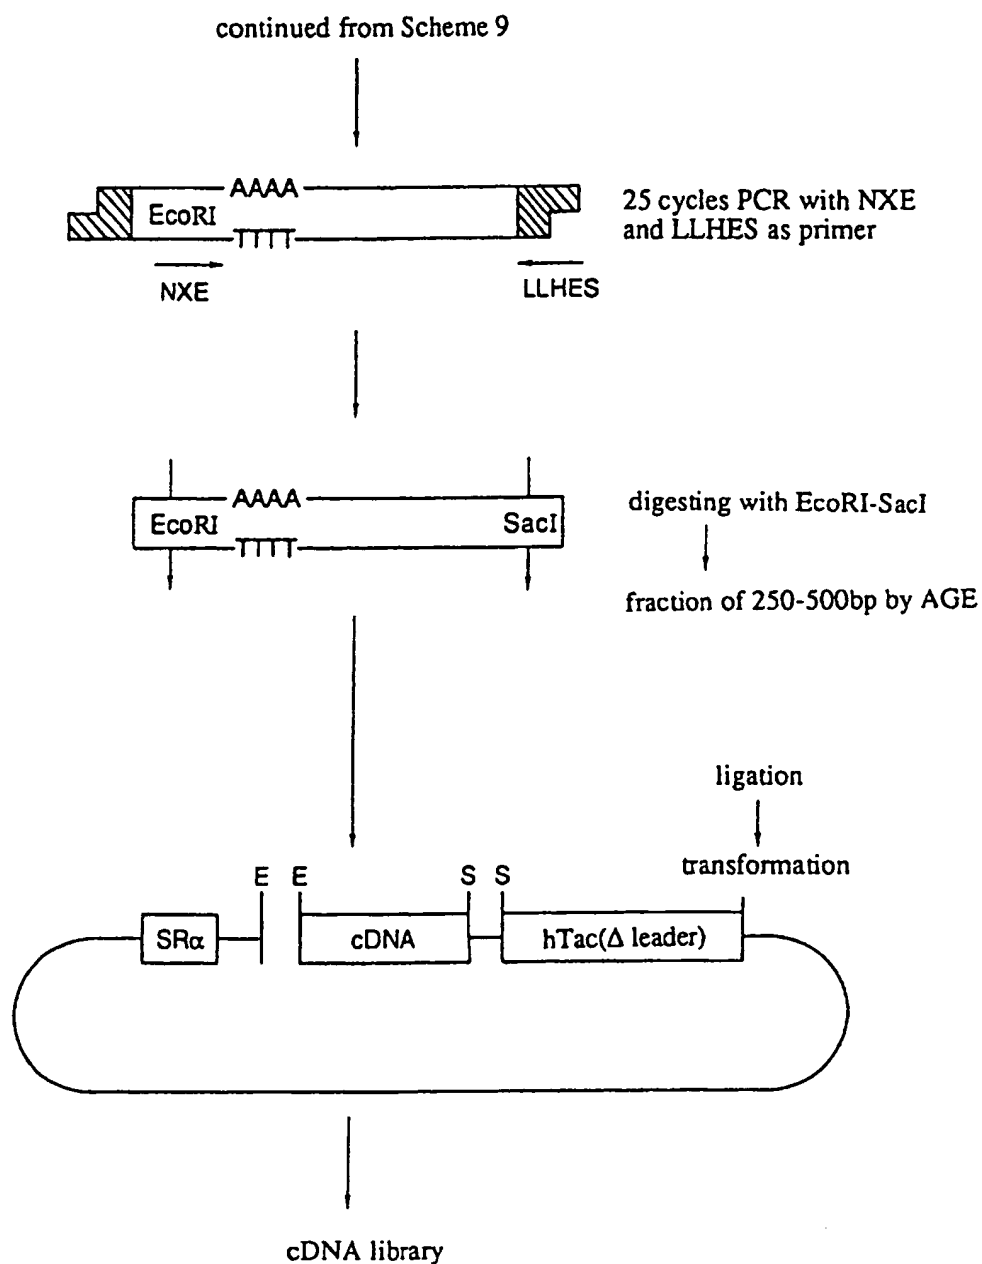 continued from Scheme 9
AAAA
EcoRI
TTTT
NXE
LLHES
25 cycles PCR with NXE
and LLHES as primer
AAAA
EcoRI
SacI
TTTT
digesting with EcoRI-SacI
fraction of 250-500bp by AGE
ligation
transformation
E E S S
SRα
cDNA
hTac(Δ leader)
cDNA library